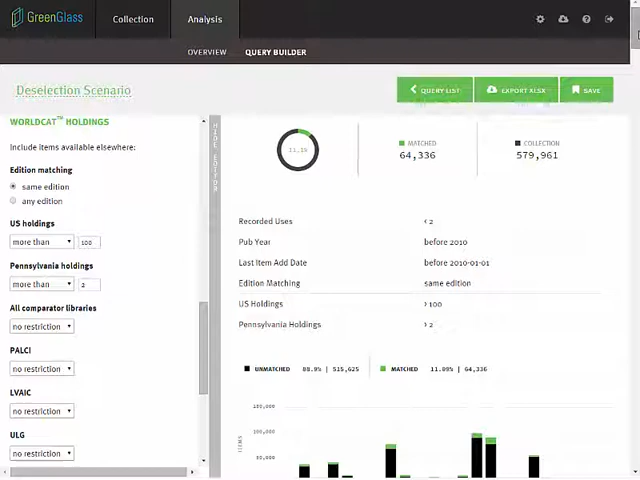 GreenGlass
Collection
Analysis
OVERVIEW
QUERY BUILDER
Deselection Scenario
QUERY LIST
EXPORT XLSX
SAVE
WORLDCAT™ HOLDINGS
Include items available elsewhere:
Edition matching
same edition
any edition
US holdings
more than
100
Pennsylvania holdings
more than
2
All comparator libraries
no restriction
PALCI
no restriction
LVAIC
no restriction
ULG
no restriction
HIDE EDITOR
11.1%
MATCHED
64,336
COLLECTION
579,961
Recorded Uses < 2
Pub Year before 2010
Last Item Add Date before 2010-01-01
Edition Matching same edition
US Holdings > 100
Pennsylvania Holdings > 2
UNMATCHED 88.9% | 515,625
MATCHED 11.09% | 64,336
ITEMS
150,000
100,000
50,000